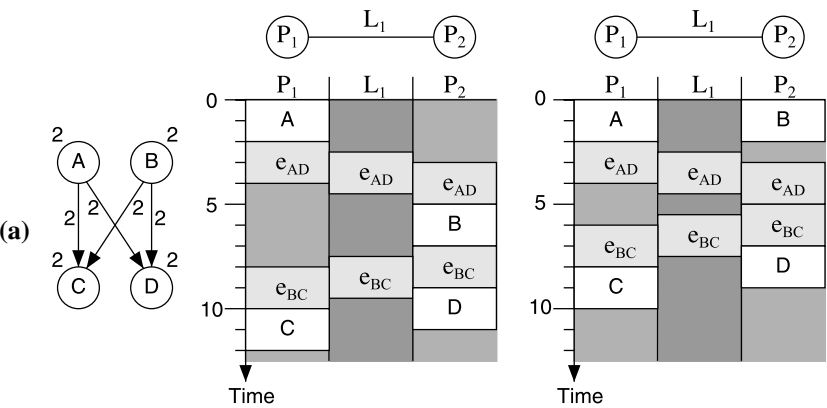 (a)
2 2
A B
2 2 2 2
2 2
C D
P1 L1 P2
P1 L1 P2
0
5
10
A
eAD eAD eAD
B
eBC eBC eBC
D
C
Time
P1 L1 P2
P1 L1 P2
0
5
10
A B
eAD eAD eAD
eBC eBC eBC
D
C
Time